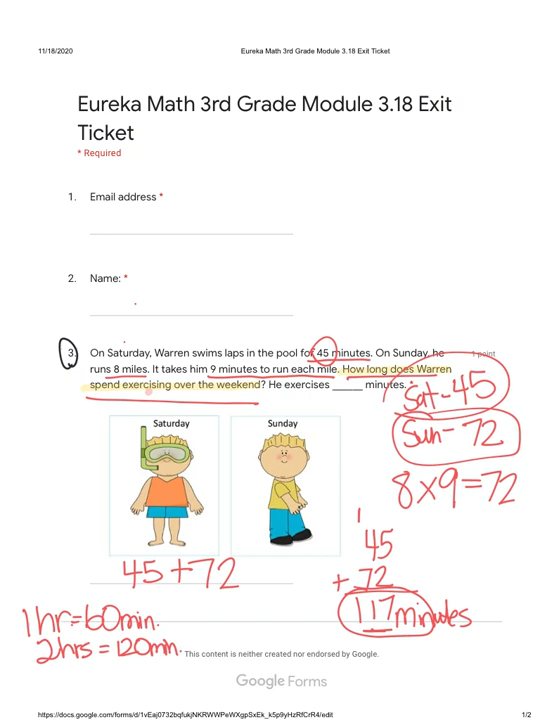 11/18/2020 Eureka Math 3rd Grade Module 3.18 Exit Ticket
Eureka Math 3rd Grade Module 3.18 Exit
Ticket
* Required
1. Email address *
2. Name: *
3. On Saturday, Warren swims laps in the pool for 45 minutes. On Sunday, he 1 point
runs 8 miles. It takes him 9 minutes to run each mile. How long does Warren
spend exercising over the weekend? He exercises ______ minutes. *
Sat-45
Saturday Sunday
Sun-72
8x9=72
1
45
+72
117 minutes
45+72
1hr=60min.
2hrs=120min.
This content is neither created nor endorsed by Google.
Google Forms
https://docs.google.com/forms/d/1vEaj0732bqfukjNKRWWPeWXgpSxEk_k5p9yHzRfCrR4/edit 1/2